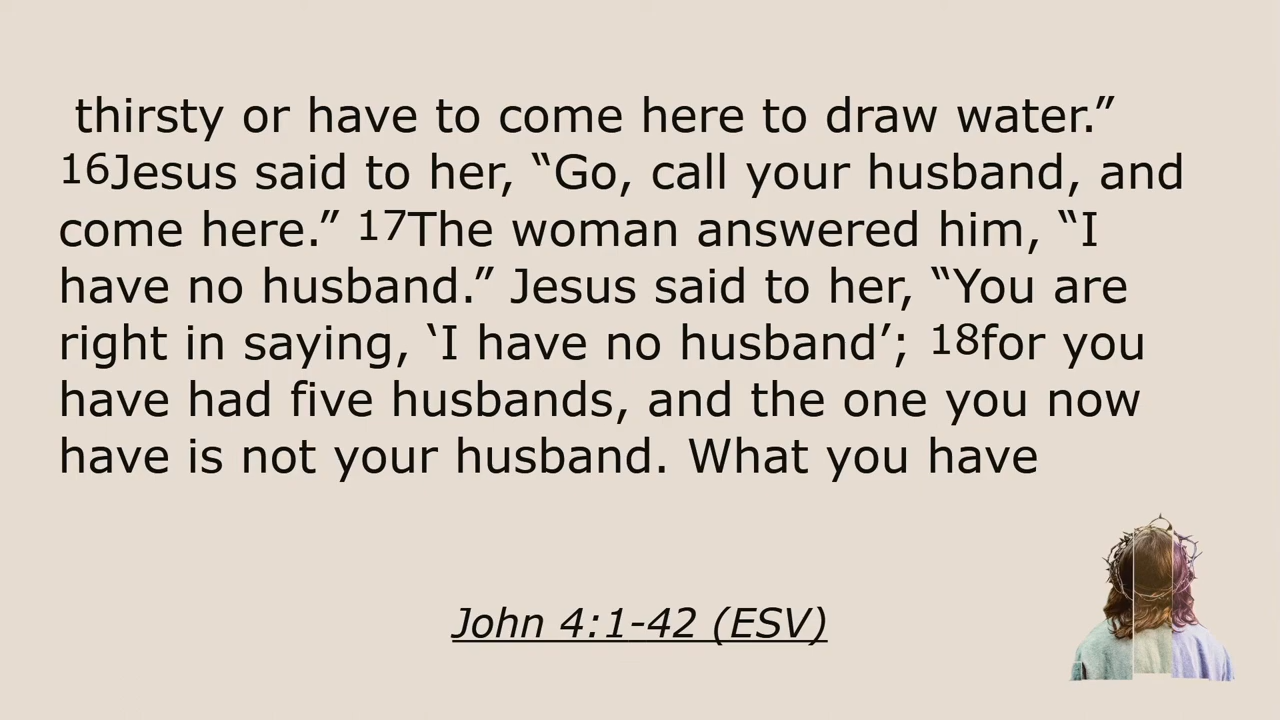 thirsty or have to come here to draw water.”
16Jesus said to her, “Go, call your husband, and
come here.” 17The woman answered him, “I
have no husband.” Jesus said to her, “You are
right in saying, ‘I have no husband’; 18for you
have had five husbands, and the one you now
have is not your husband. What you have
John 4:1-42 (ESV)